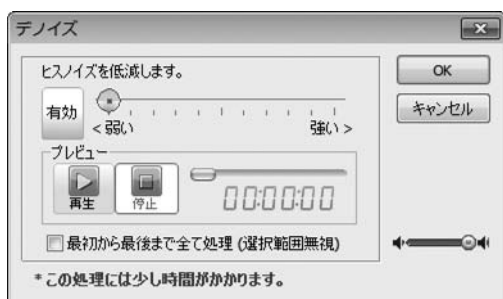 デノイズ
ヒスノイズを低減します。
有効
< 弱い 強い >
プレビュー
再生 停止 00:00:00
最初から最後まで全て処理 (選択範囲無視)
* この処理には少し時間がかかります。
OK
キャンセル